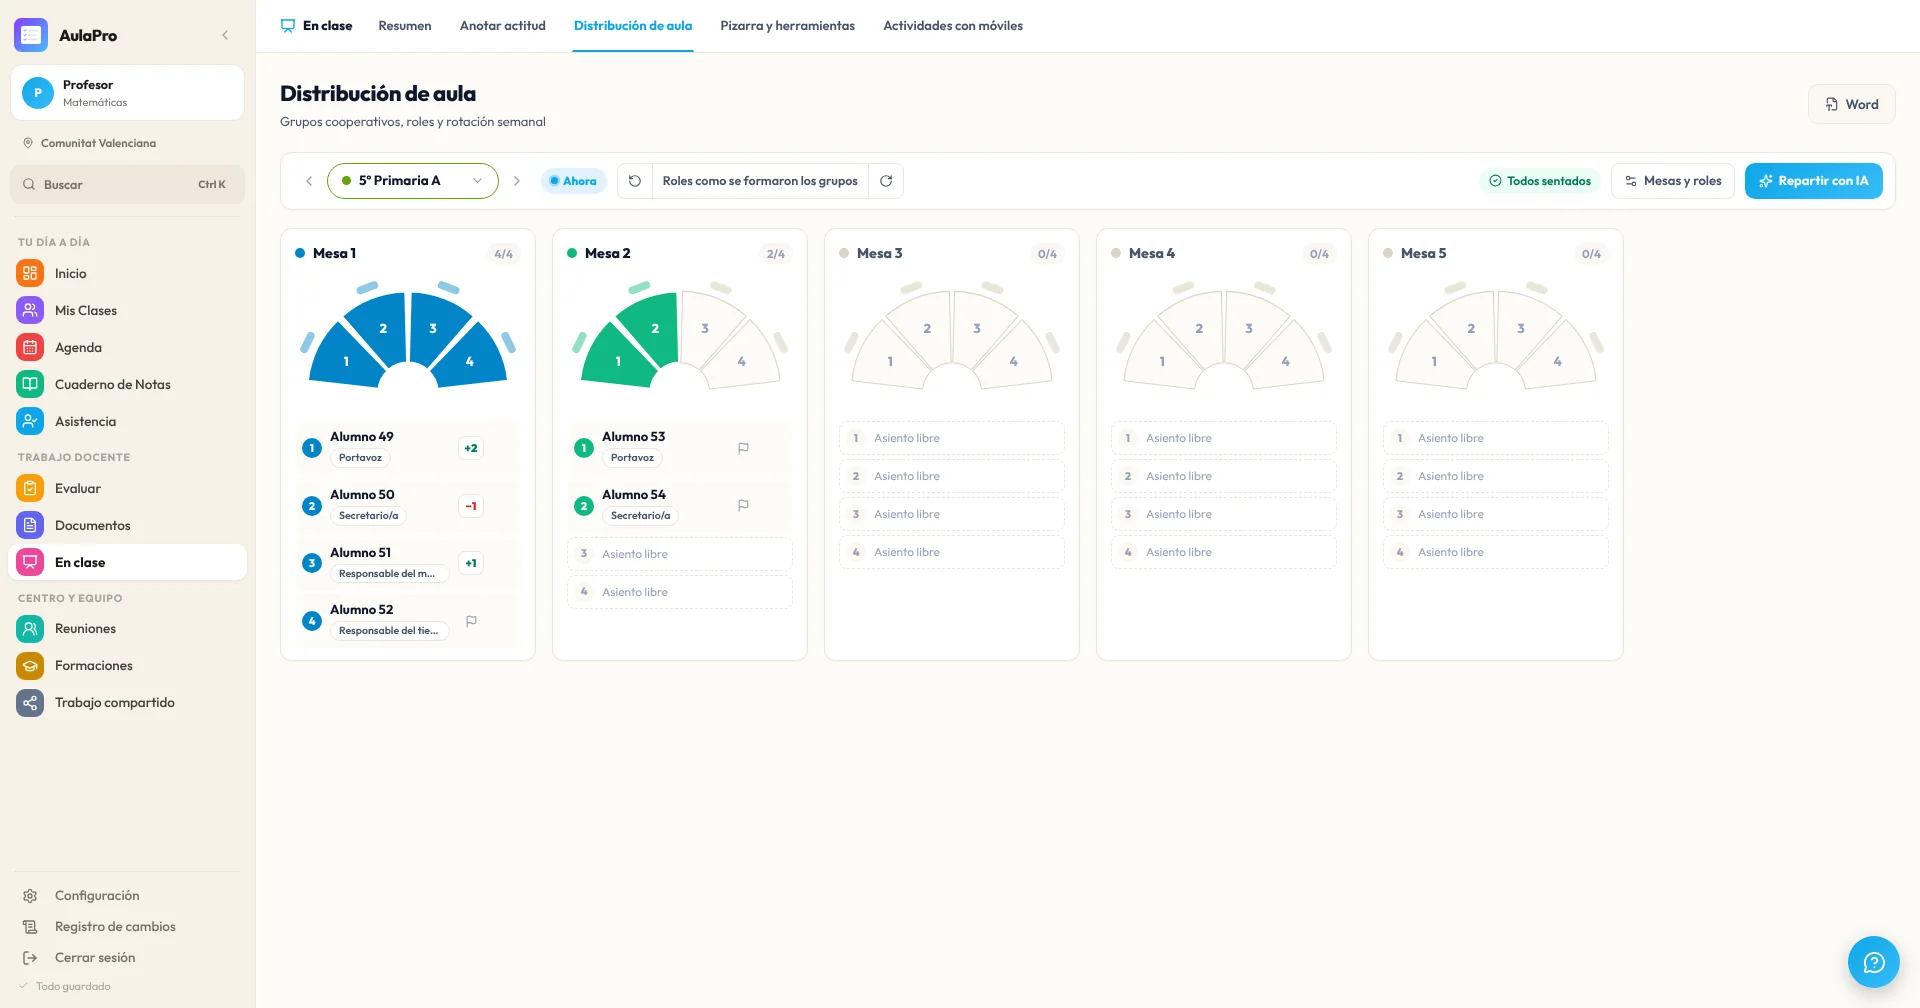 AulaPro
P
Profesor
Matemáticas
Comunitat Valenciana
Buscar
Ctrl K
TU DÍA A DÍA
Inicio
Mis Clases
Agenda
Cuaderno de Notas
Asistencia
TRABAJO DOCENTE
Evaluar
Documentos
En clase
CENTRO Y EQUIPO
Reuniones
Formaciones
Trabajo compartido
Configuración
Registro de cambios
Cerrar sesión
Todo guardado
En clase
Resumen
Anotar actitud
Distribución de aula
Pizarra y herramientas
Actividades con móviles
Distribución de aula
Grupos cooperativos, roles y rotación semanal
Word
5º Primaria A
Ahora
Roles como se formaron los grupos
Todos sentados
Mesas y roles
Repartir con IA
Mesa 1
4/4
1
2
3
4
1
Alumno 49
Portavoz
+2
2
Alumno 50
Secretario/a
−1
3
Alumno 51
Responsable del m...
+1
4
Alumno 52
Responsable del tie...
Mesa 2
2/4
1
2
3
4
1
Alumno 53
Portavoz
2
Alumno 54
Secretario/a
3
Asiento libre
4
Asiento libre
Mesa 3
0/4
1
2
3
4
1
Asiento libre
2
Asiento libre
3
Asiento libre
4
Asiento libre
Mesa 4
0/4
1
2
3
4
1
Asiento libre
2
Asiento libre
3
Asiento libre
4
Asiento libre
Mesa 5
0/4
1
2
3
4
1
Asiento libre
2
Asiento libre
3
Asiento libre
4
Asiento libre